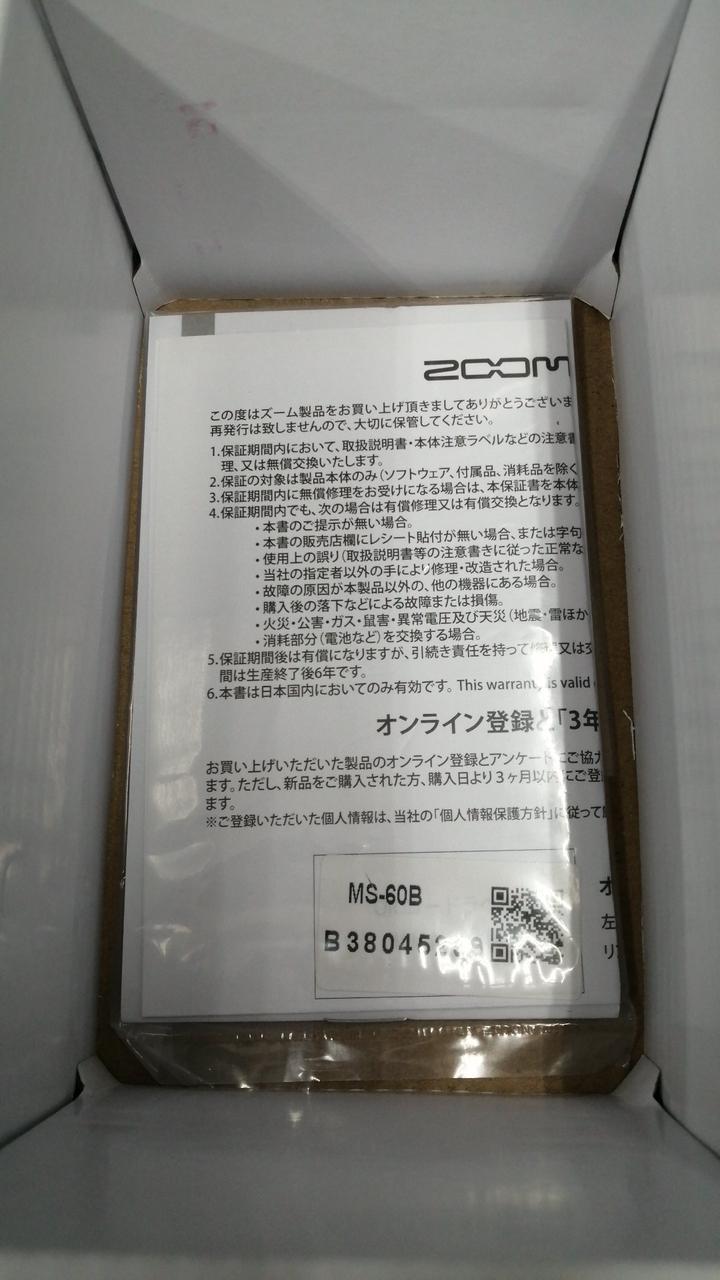 ZOOM
この度はズーム製品をお買い上げ頂きましてありがとうございま
再発行は致しませんので、大切に保管してください。
1.保証期間内において、取扱説明書・本体注意ラベルなどの注意書
理、又は無償交換いたします。
2.保証の対象は製品本体のみ（ソフトウェア、付属品、消耗品を除く
3.保証期間内に無償修理をお受けになる場合は、本保証書を本体
4.保証期間内でも、次の場合は有償修理又は有償交換となります。
・本書のご提示が無い場合。
・本書の販売店欄にレシート貼付が無い場合、または字句
・使用上の誤り（取扱説明書等の注意書きに従った正常な
・当社の指定者以外の手により修理・改造された場合。
・故障の原因が本製品以外の、他の機器にある場合。
・購入後の落下などによる故障または損傷。
・火災・公害・ガス・鼠害・異常電圧及び天災（地震・雷ほか
・消耗部分（電池など）を交換する場合。
5.保証期間後は有償になりますが、引続き責任を持って修理又は
間は生産終了後6年です。
6.本書は日本国内においてのみ有効です。 This warranty is valid
オンライン登録と「3年
お買い上げいただいた製品のオンライン登録とアンケートにご協力
ます。ただし、新品をご購入された方、購入日より３ヶ月以内にご登
ます。
※ご登録いただいた個人情報は、当社の「個人情報保護方針」に従って
MS-60B
オ
左
リ